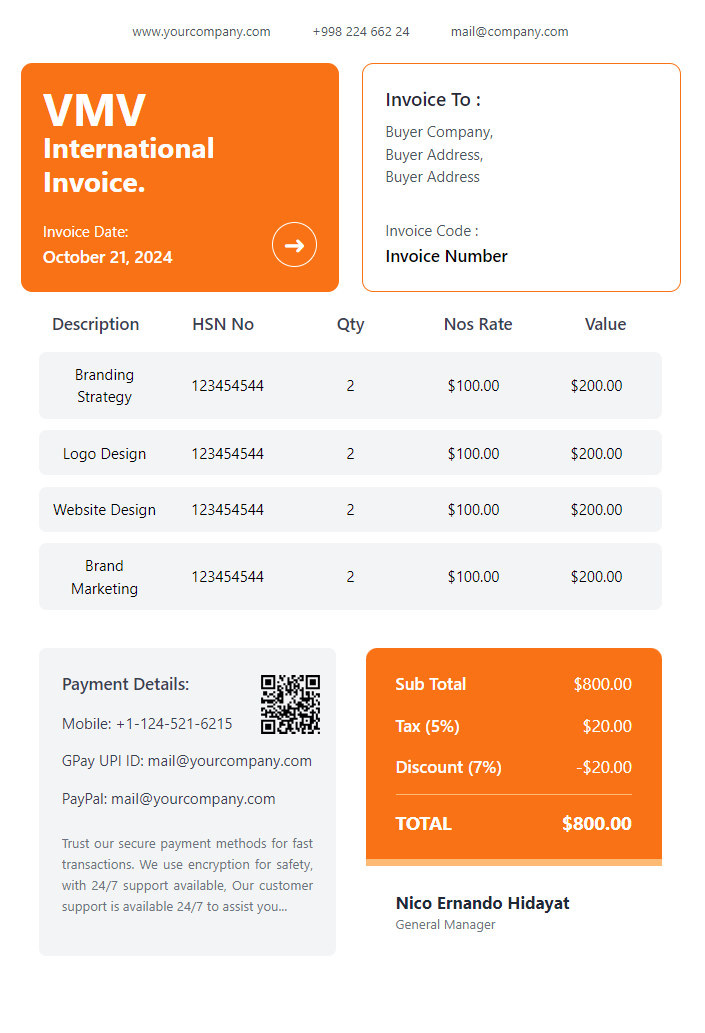 www.yourcompany.com +998 224 662 24 mail@company.com
VMV
International
Invoice.
Invoice Date:
October 21, 2024
Invoice To :
Buyer Company,
Buyer Address,
Buyer Address
Invoice Code :
Invoice Number
Description HSN No Qty Nos Rate Value
Branding
Strategy
123454544 2 $100.00 $200.00
Logo Design 123454544 2 $100.00 $200.00
Website Design 123454544 2 $100.00 $200.00
Brand
Marketing
123454544 2 $100.00 $200.00
Payment Details:
Mobile: +1-124-521-6215
GPay UPI ID: mail@yourcompany.com
PayPal: mail@yourcompany.com
Trust our secure payment methods for fast
transactions. We use encryption for safety,
with 24/7 support available, Our customer
support is available 24/7 to assist you...
Sub Total $800.00
Tax (5%) $20.00
Discount (7%) -$20.00
TOTAL $800.00
Nico Ernando Hidayat
General Manager